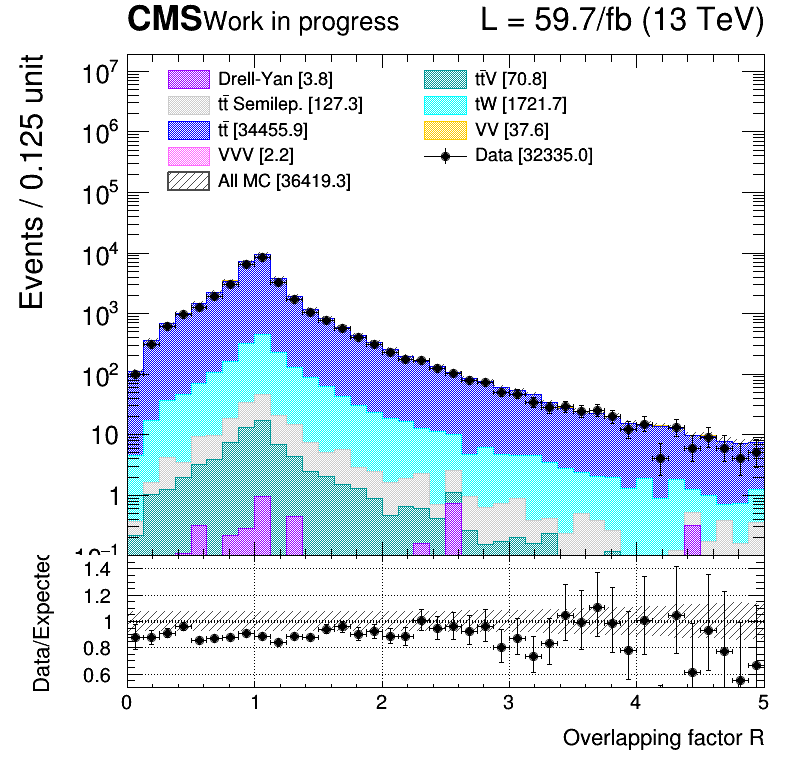 CMS Work in progress L = 59.7/fb (13 TeV)
Events / 0.125 unit
10⁷
10⁶
10⁵
10⁴
10³
10²
10
1
10⁻¹
Drell-Yan [3.8]
tt̄V [70.8]
tt̄ Semilep. [127.3]
tW [1721.7]
tt̄ [34455.9]
VV [37.6]
VVV [2.2]
Data [32335.0]
All MC [36419.3]
Data/Expected
1.4
1.2
1
0.8
0.6
0 1 2 3 4 5
Overlapping factor R